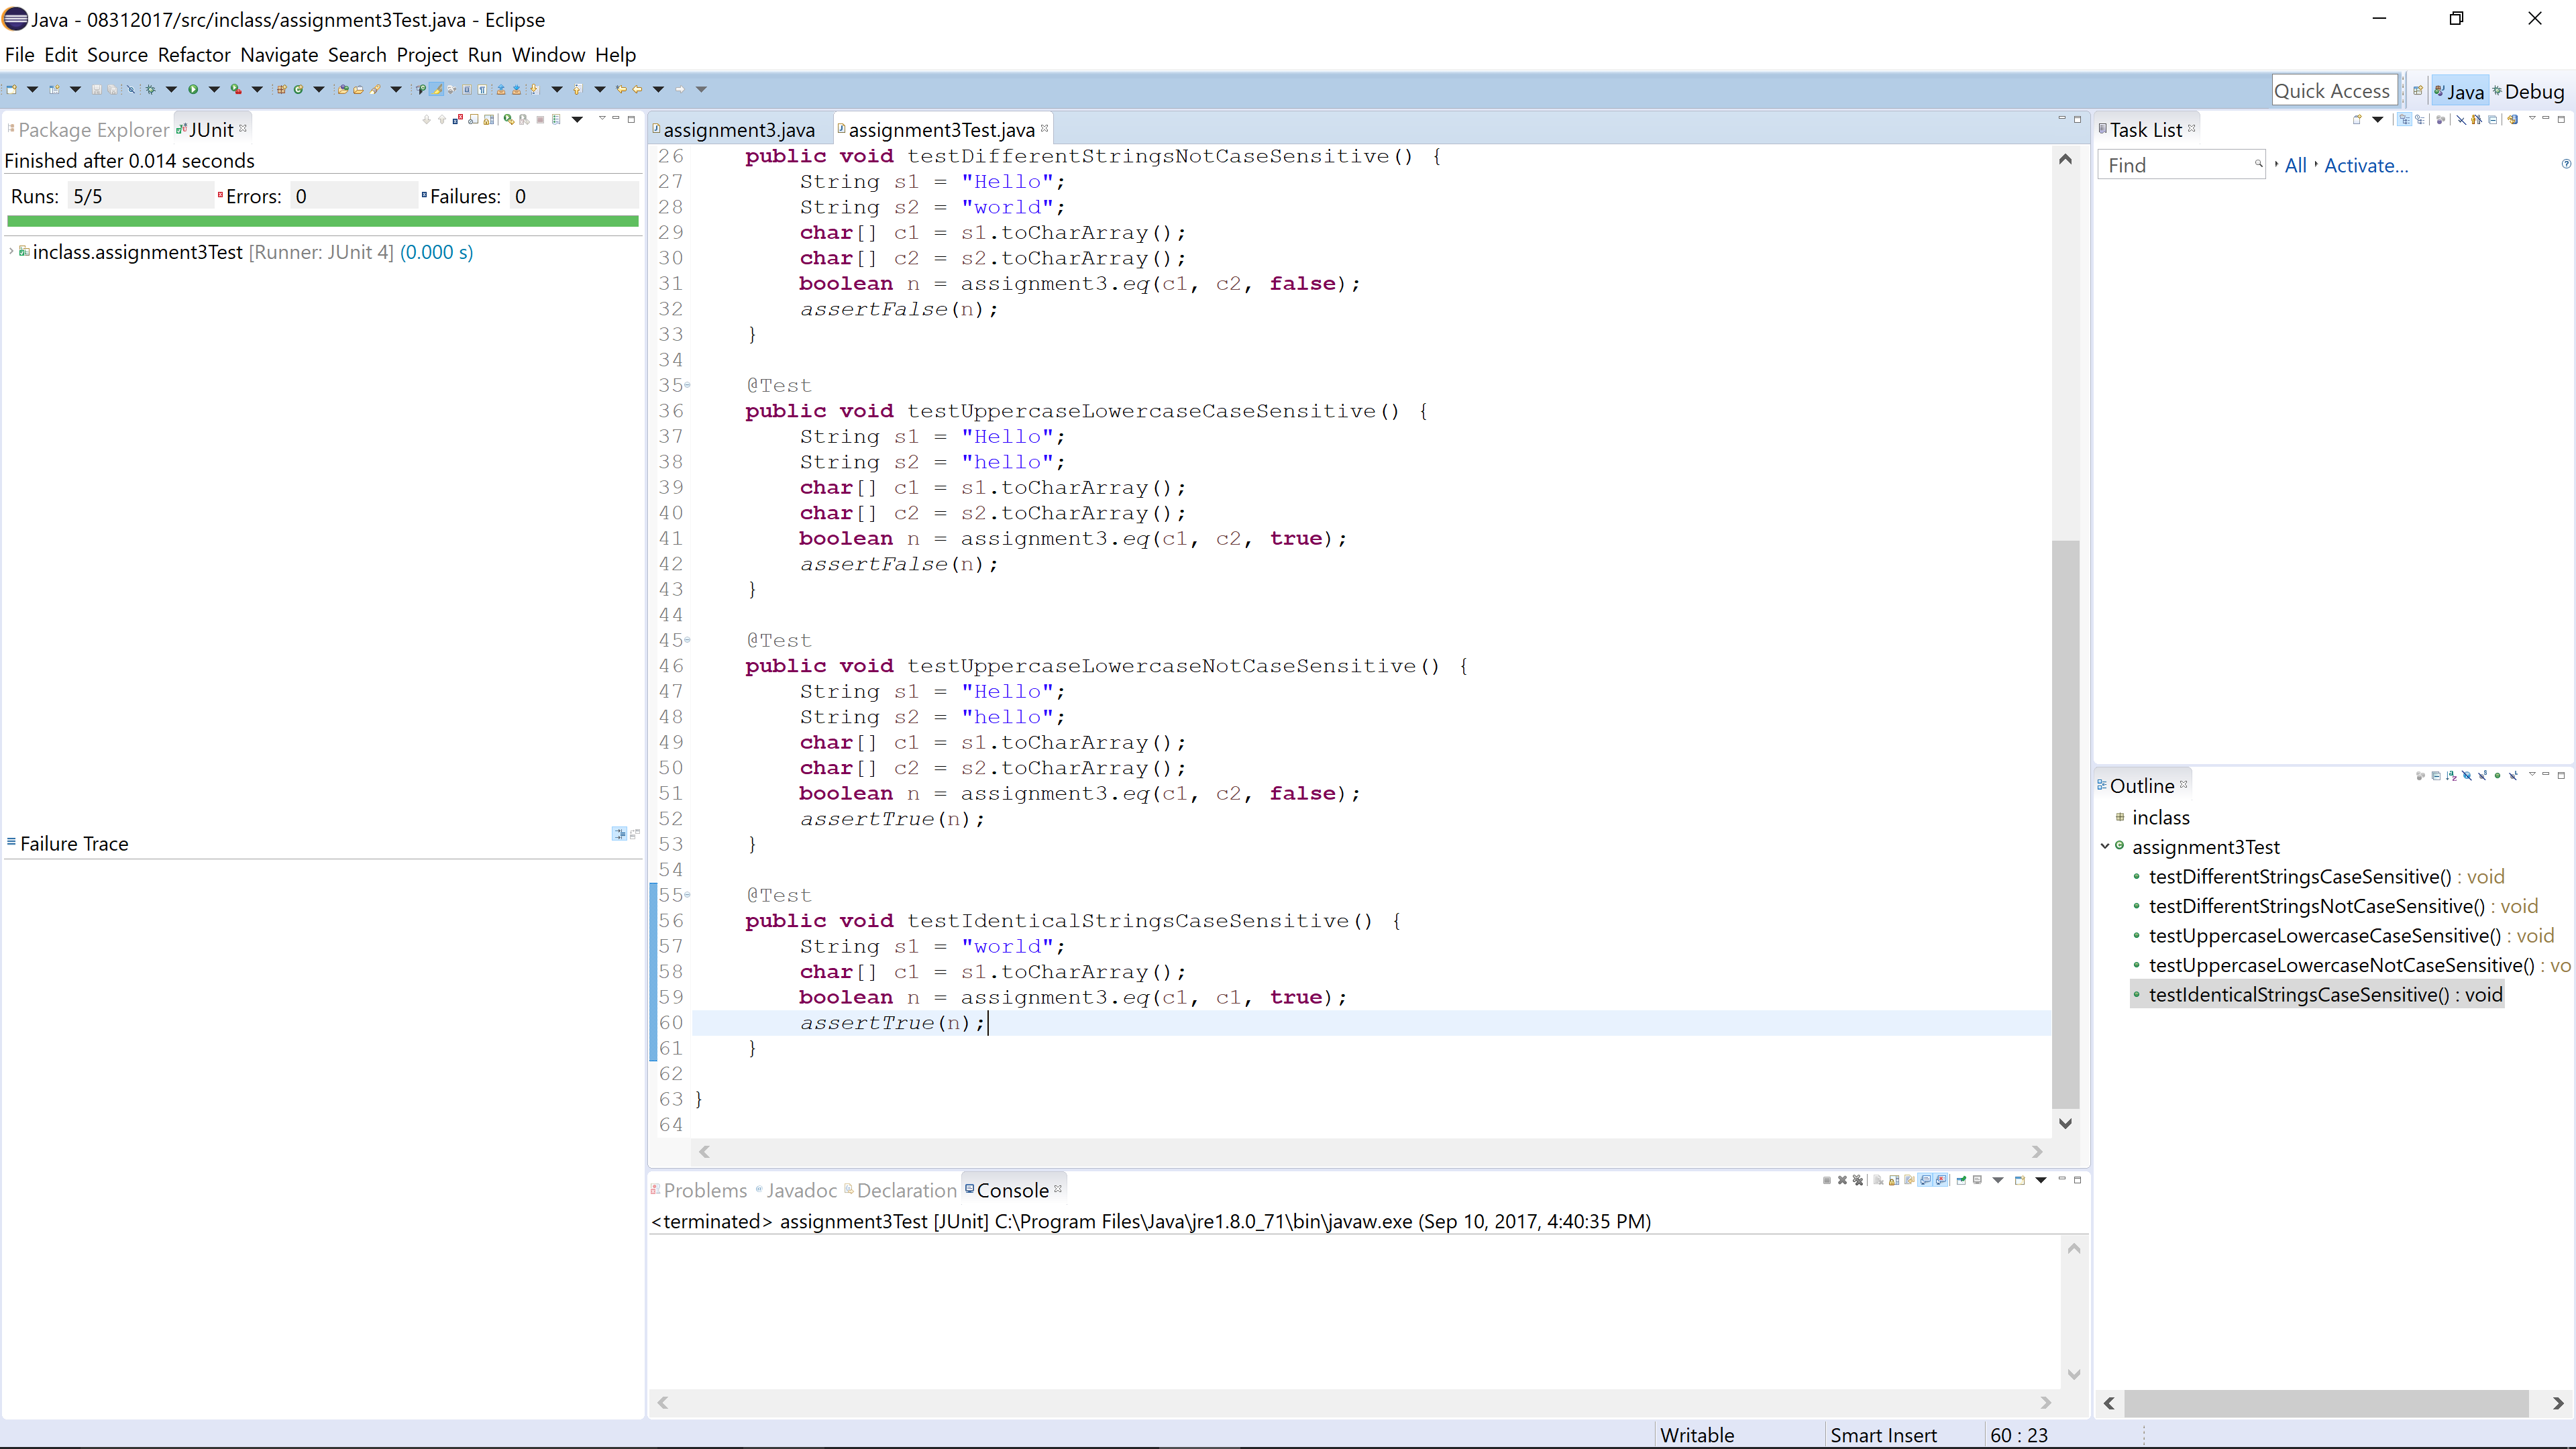 Java - 08312017/src/inclass/assignment3Test.java - Eclipse
File Edit Source Refactor Navigate Search Project Run Window Help
Quick Access Java Debug
Package Explorer JUnit
Finished after 0.014 seconds
Runs: 5/5 Errors: 0 Failures: 0
inclass.assignment3Test [Runner: JUnit 4] (0.000 s)
Failure Trace
assignment3.java assignment3Test.java
26 public void testDifferentStringsNotCaseSensitive() {
27 String s1 = "Hello";
28 String s2 = "world";
29 char[] c1 = s1.toCharArray();
30 char[] c2 = s2.toCharArray();
31 boolean n = assignment3.eq(c1, c2, false);
32 assertFalse(n);
33 }
34
35 @Test
36 public void testUppercaseLowercaseCaseSensitive() {
37 String s1 = "Hello";
38 String s2 = "hello";
39 char[] c1 = s1.toCharArray();
40 char[] c2 = s2.toCharArray();
41 boolean n = assignment3.eq(c1, c2, true);
42 assertFalse(n);
43 }
44
45 @Test
46 public void testUppercaseLowercaseNotCaseSensitive() {
47 String s1 = "Hello";
48 String s2 = "hello";
49 char[] c1 = s1.toCharArray();
50 char[] c2 = s2.toCharArray();
51 boolean n = assignment3.eq(c1, c2, false);
52 assertTrue(n);
53 }
54
55 @Test
56 public void testIdenticalStringsCaseSensitive() {
57 String s1 = "world";
58 char[] c1 = s1.toCharArray();
59 boolean n = assignment3.eq(c1, c1, true);
60 assertTrue(n);
61 }
62
63 }
64
Problems Javadoc Declaration Console
<terminated> assignment3Test [JUnit] C:\Program Files\Java\jre1.8.0_71\bin\javaw.exe (Sep 10, 2017, 4:40:35 PM)
Task List
Find All Activate...
Outline
inclass
assignment3Test
testDifferentStringsCaseSensitive() : void
testDifferentStringsNotCaseSensitive() : void
testUppercaseLowercaseCaseSensitive() : void
testUppercaseLowercaseNotCaseSensitive() : vo
testIdenticalStringsCaseSensitive() : void
Writable Smart Insert 60 : 23